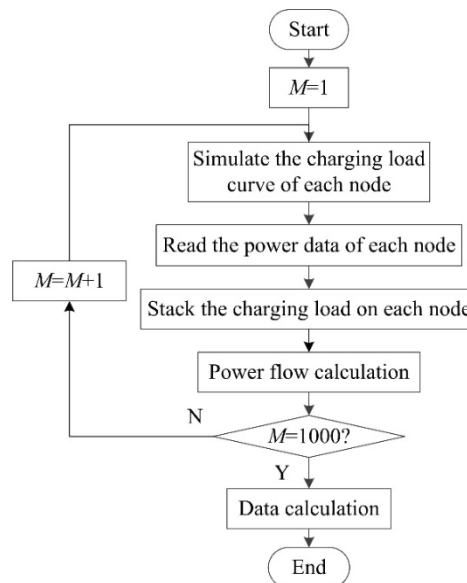 Start
M=1
Simulate the charging load
curve of each node
Read the power data of each node
M=M+1
Stack the charging load on each node
Power flow calculation
N
M=1000?
Y
Data calculation
End